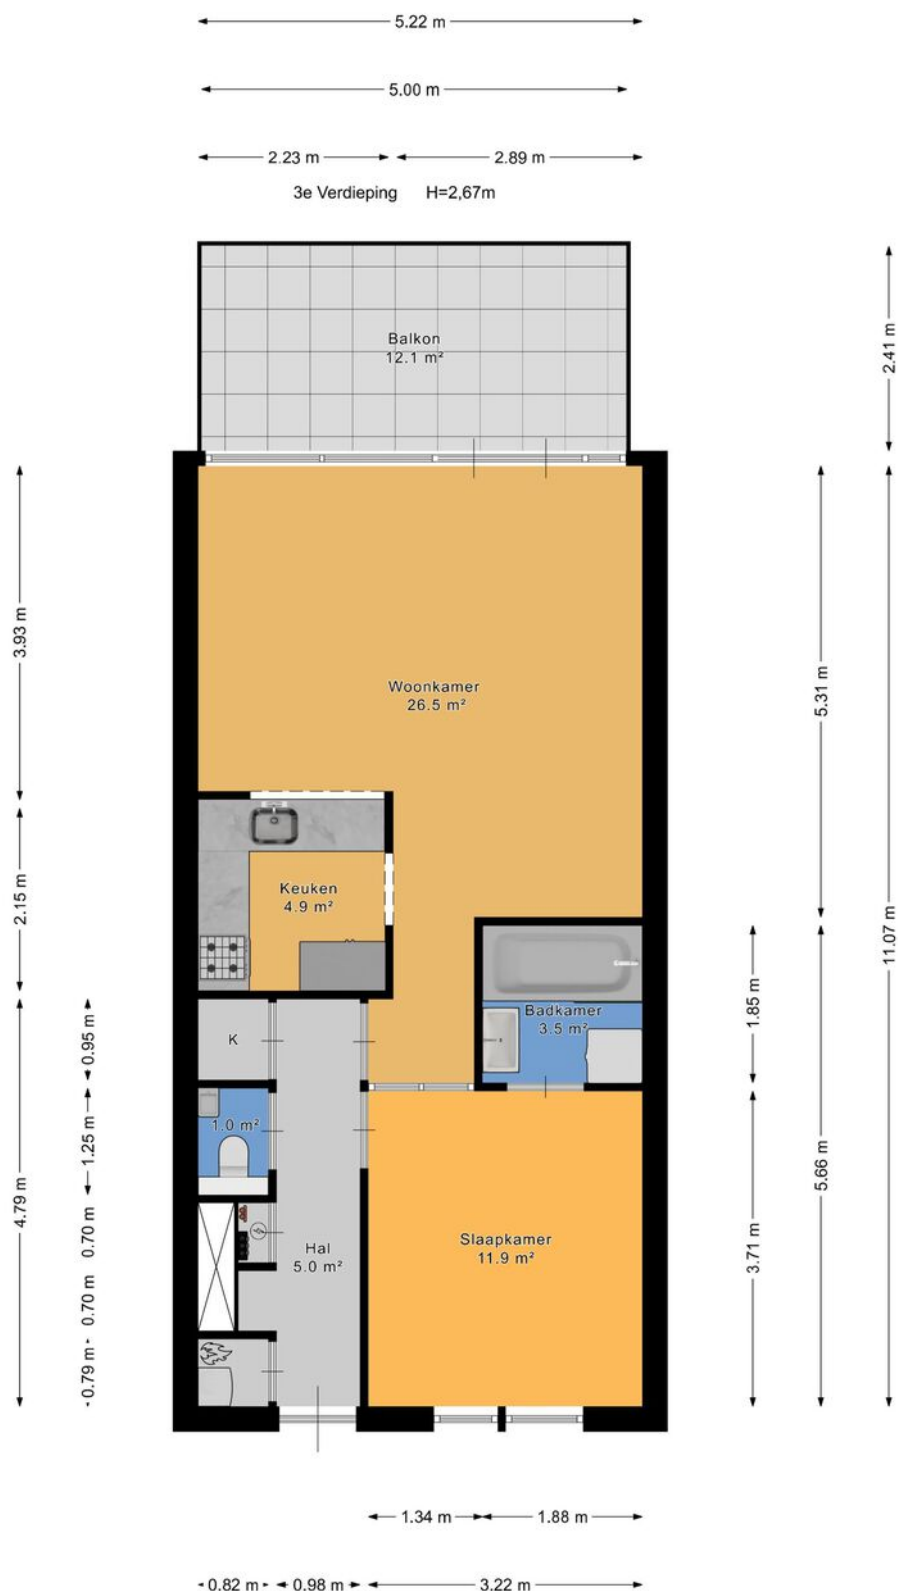 5.22 m
5.00 m
2.23 m
2.89 m
3e Verdieping H=2,67m
Balkon
12.1 m²
2.41 m
3.93 m
Woonkamer
26.5 m²
5.31 m
11.07 m
Keuken
4.9 m²
2.15 m
Badkamer
3.5 m²
1.85 m
K
0.95 m
1.0 m²
1.25 m
4.79 m
5.66 m
0.70 m
Hal
5.0 m²
Slaapkamer
11.9 m²
3.71 m
0.70 m
0.79 m
1.34 m
1.88 m
0.82 m
0.98 m
3.22 m